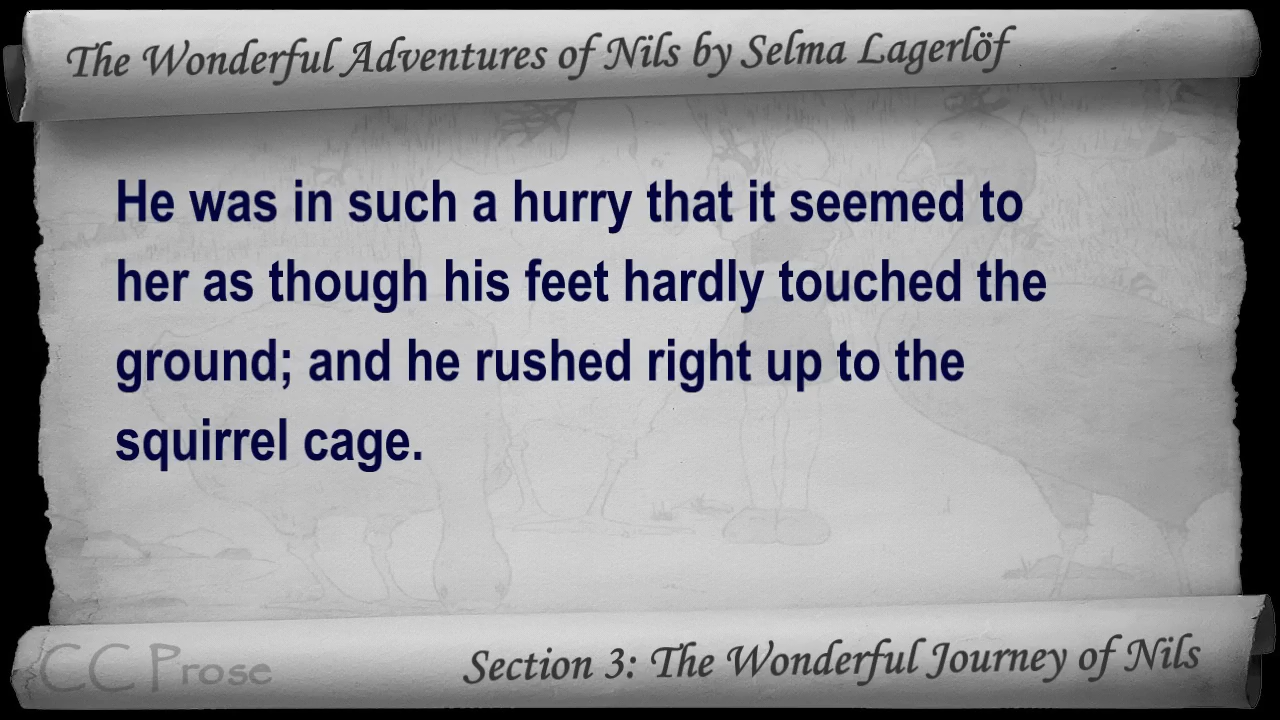 The Wonderful Adventures of Nils by Selma Lagerlöf
He was in such a hurry that it seemed to
her as though his feet hardly touched the
ground; and he rushed right up to the
squirrel cage.
CC Prose
Section 3: The Wonderful Journey of Nils